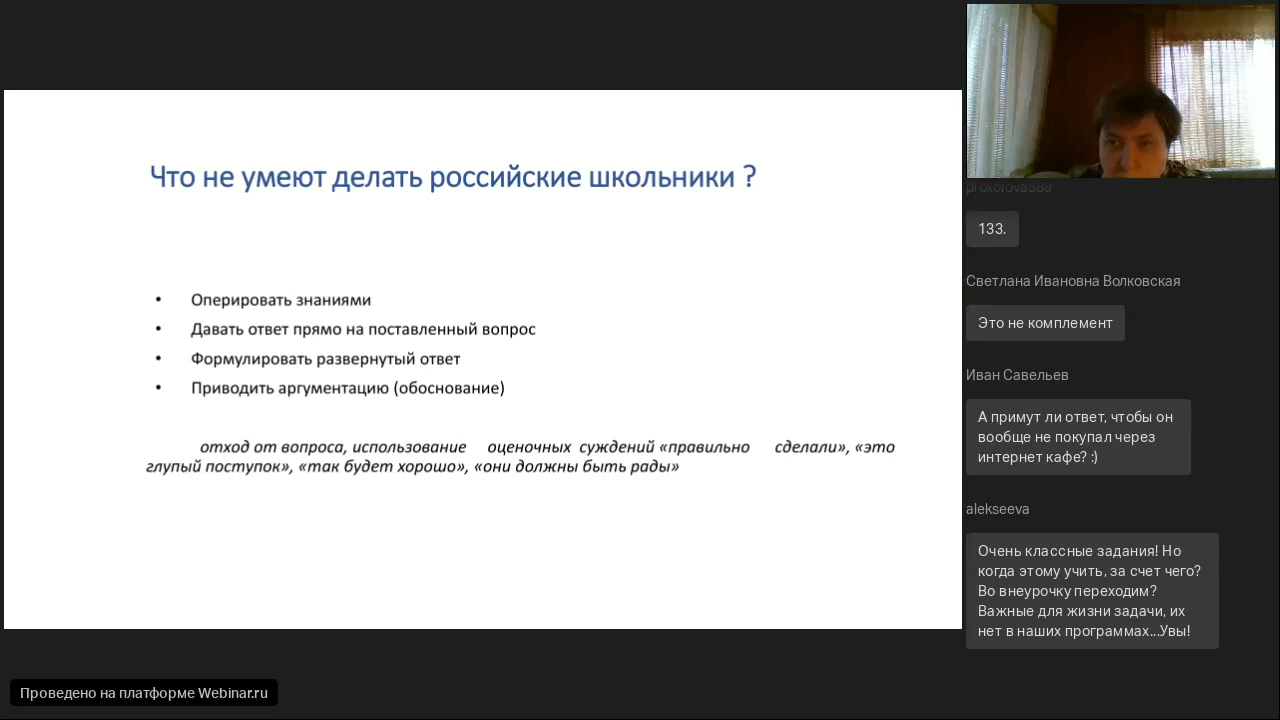 Что не умеют делать российские школьники ?
• Оперировать знаниями
• Давать ответ прямо на поставленный вопрос
• Формулировать развернутый ответ
• Приводить аргументацию (обоснование)
отход от вопроса, использование оценочных суждений «правильно сделали», «это
глупый поступок», «так будет хорошо», «они должны быть рады»
Проведено на платформе Webinar.ru
prokorova589
133.
Светлана Ивановна Волковская
Это не комплемент
Иван Савельев
А примут ли ответ, чтобы он
вообще не покупал через
интернет кафе? :)
alekseeva
Очень классные задания! Но
когда этому учить, за счет чего?
Во внеурочку переходим?
Важные для жизни задачи, их
нет в наших программах...Увы!